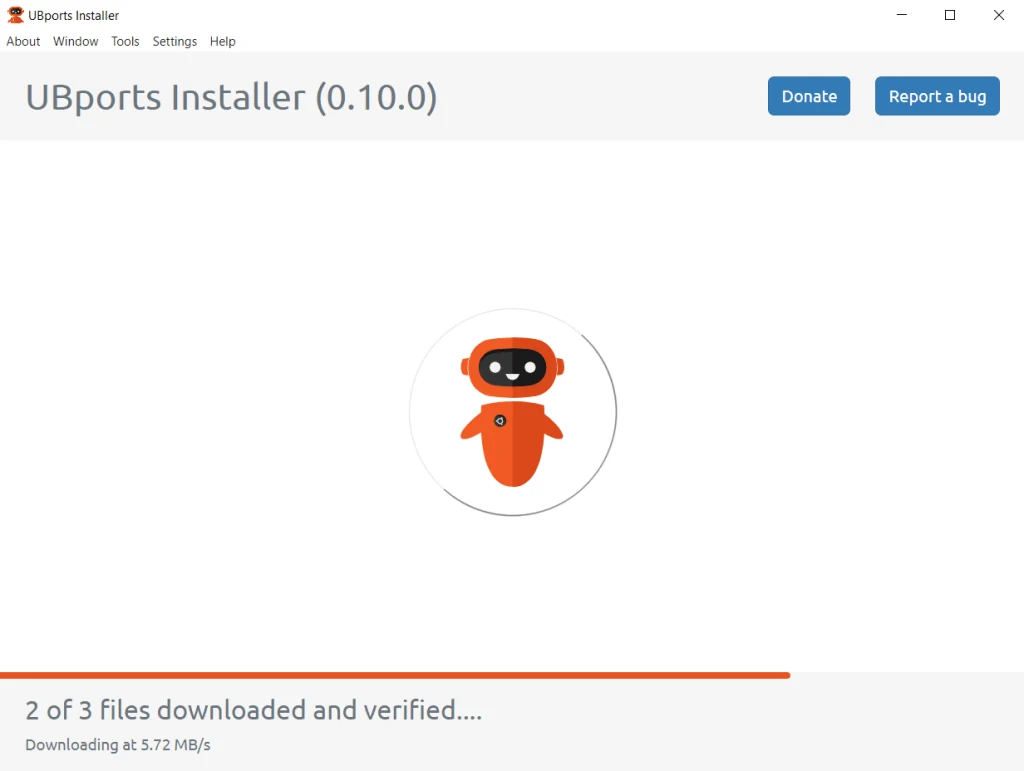 UBports Installer
About Window Tools Settings Help
UBports Installer (0.10.0) Donate Report a bug
2 of 3 files downloaded and verified....
Downloading at 5.72 MB/s